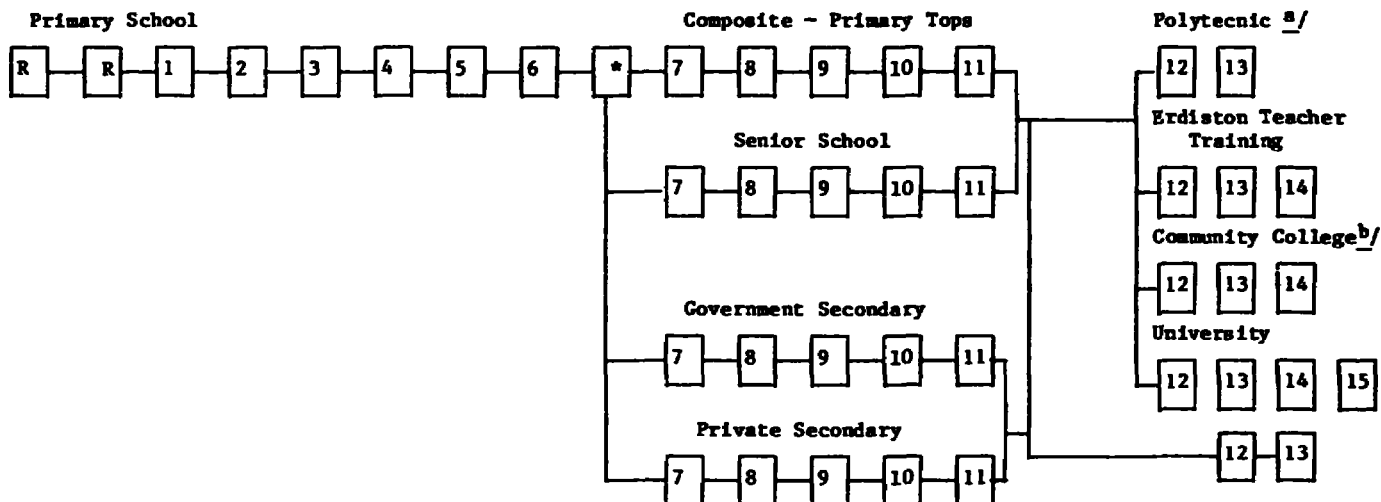 Primary School
Composite - Primary Tops
Polytecnic a/
R R 1 2 3 4 5 6 * 7 8 9 10 11
12 13
Erdiston Teacher
Training
Senior School
7 8 9 10 11
12 13 14
Community College b/
12 13 14
Government Secondary
University
7 8 9 10 11
12 13 14 15
Private Secondary
7 8 9 10 11
12 13